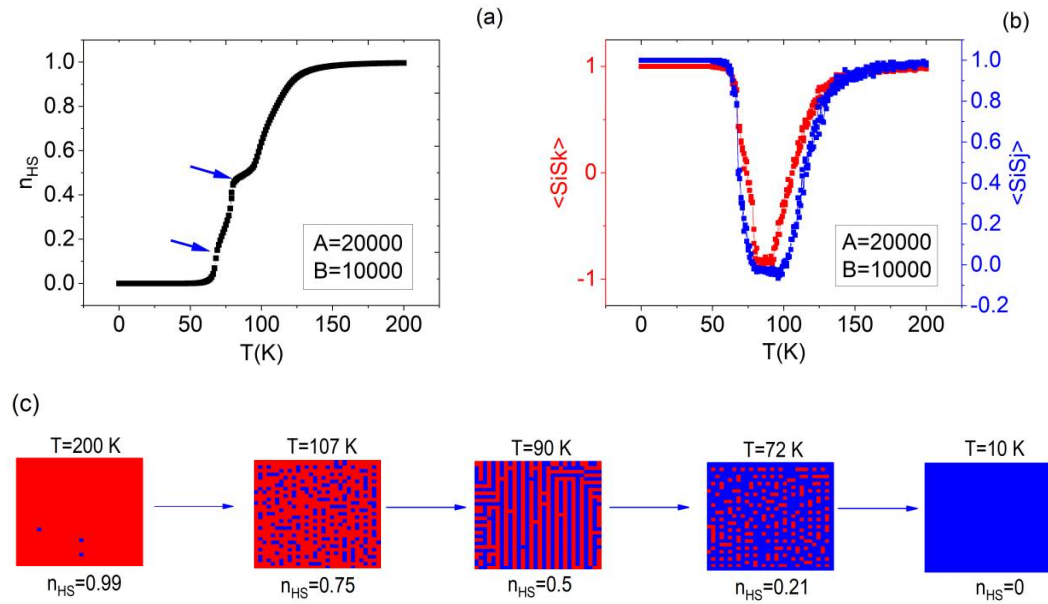 (a)
1.0
0.8
0.6
0.4
0.2
0.0
nHS
0 50 100 150 200
T(K)
A=20000
B=10000
(b)
1
0
-1
<SiSk>
1.0
0.8
0.6
0.4
0.2
0.0
-0.2
<SiSj>
0 50 100 150 200
T(K)
A=20000
B=10000
(c)
T=200 K T=107 K T=90 K T=72 K T=10 K
nHS=0.99 nHS=0.75 nHS=0.5 nHS=0.21 nHS=0